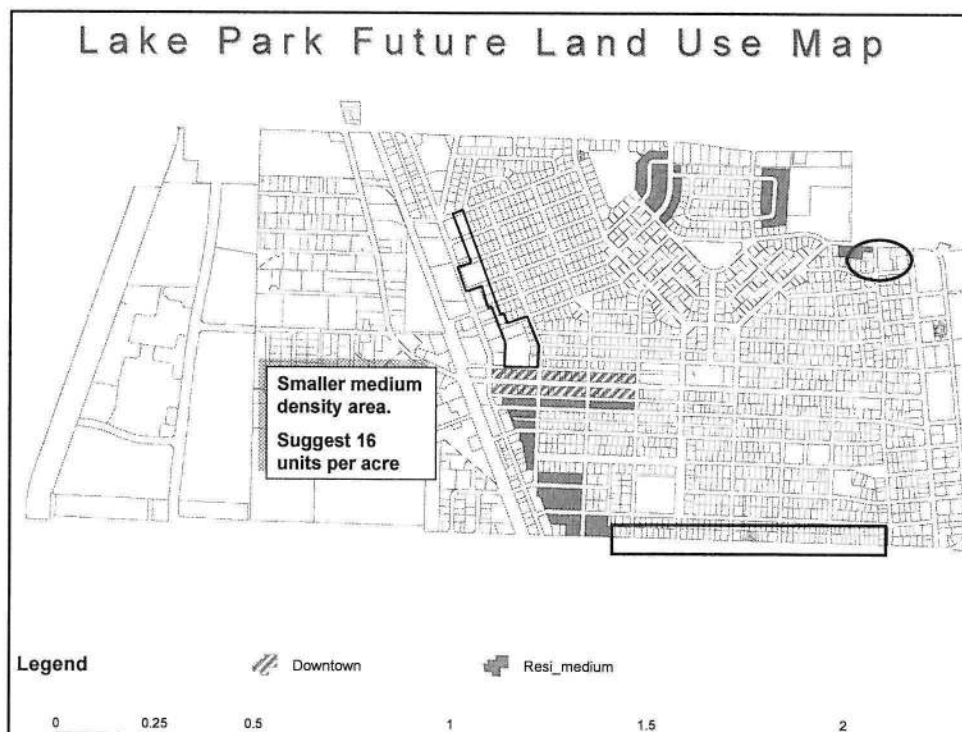 Lake Park Future Land Use Map
Smaller medium
density area.
Suggest 16
units per acre
Legend
Downtown
Resi_medium
0 0.25 0.5 1 1.5 2